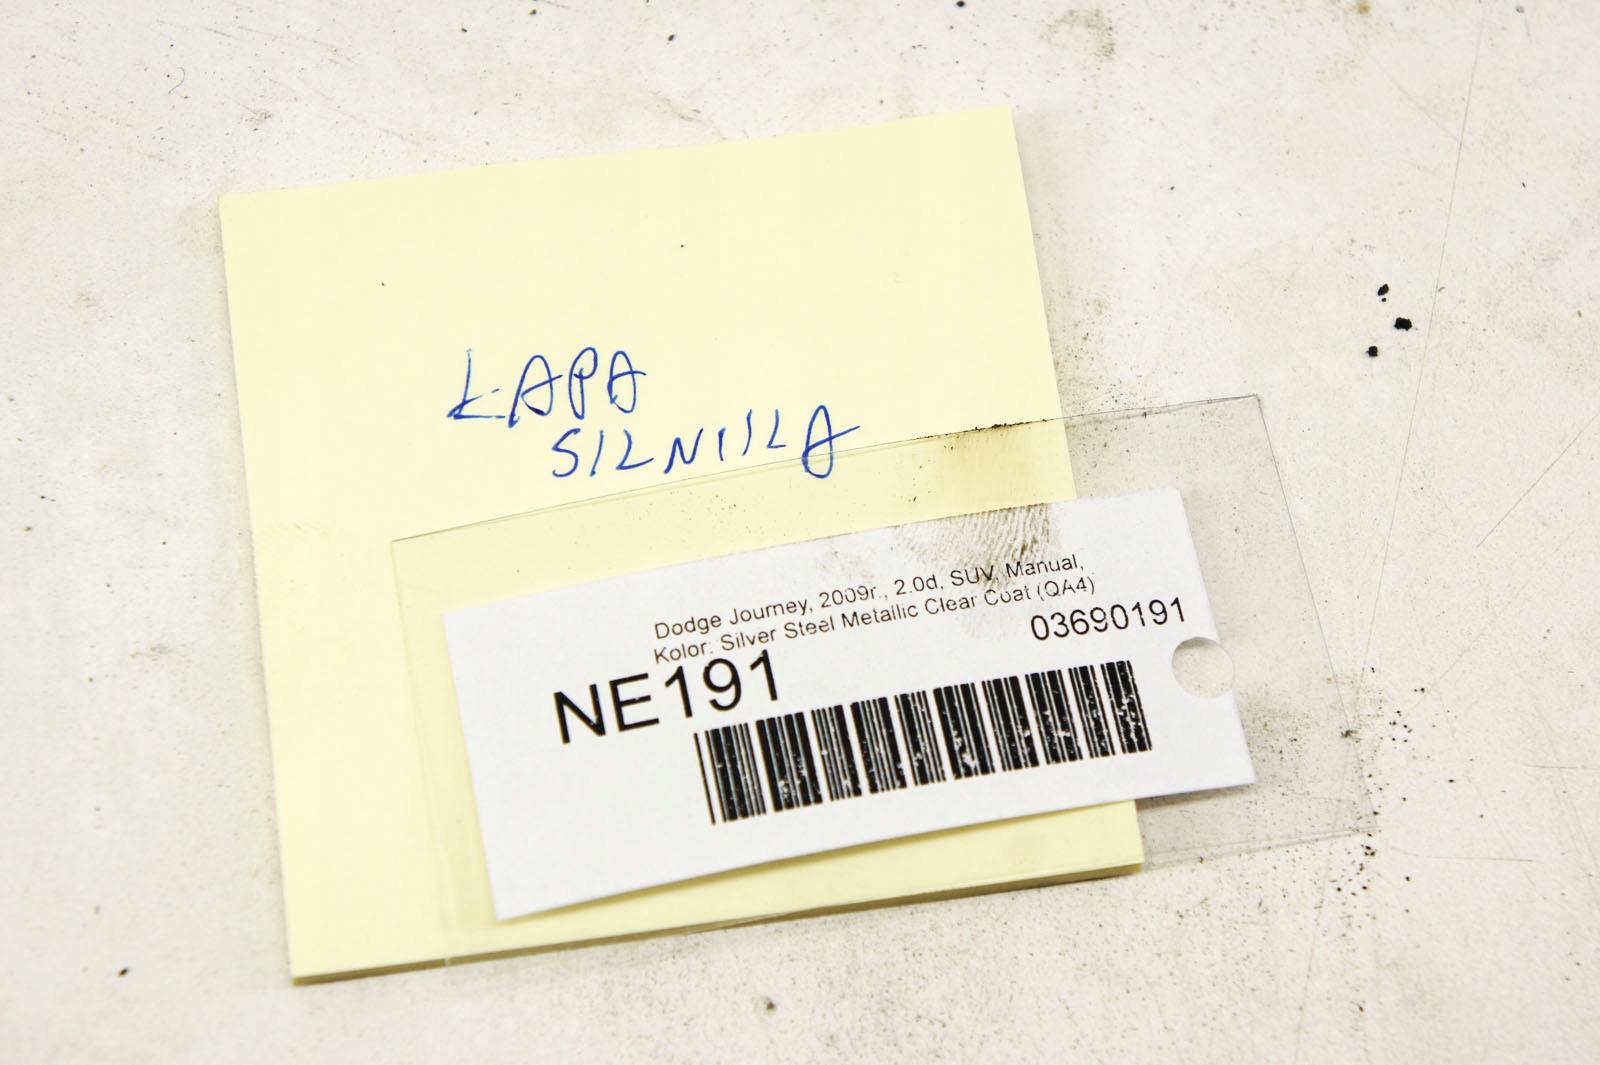 ŁAPA
SILNIKA
Dodge Journey, 2009r., 2.0d, SUV, Manual,
Kolor: Silver Steel Metallic Clear Coat (QA4)
03690191
NE191